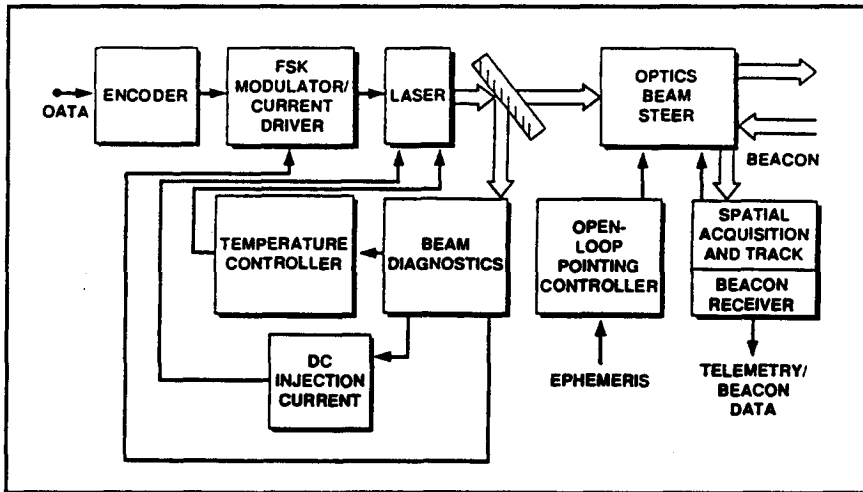 OATA
ENCODER
FSK
MODULATOR/
CURRENT
DRIVER
LASER
OPTICS
BEAM
STEER
BEACON
TEMPERATURE
CONTROLLER
BEAM
DIAGNOSTICS
OPEN-
LOOP
POINTING
CONTROLLER
SPATIAL
ACQUISITION
AND TRACK
BEACON
RECEIVER
DC
INJECTION
CURRENT
EPHEMERIS
TELEMETRY/
BEACON
DATA